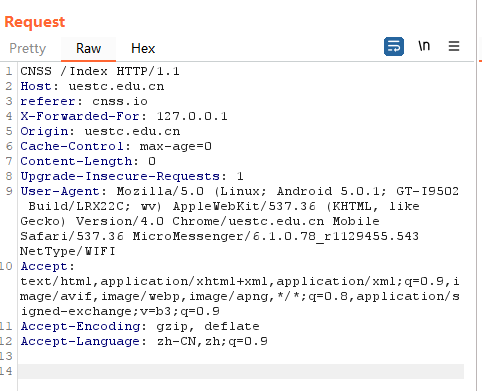 Request
Pretty Raw Hex \n
1 CNSS /Index HTTP/1.1
2 Host: uestc.edu.cn
3 referer: cnss.io
4 X-Forwarded-For: 127.0.0.1
5 Origin: uestc.edu.cn
6 Cache-Control: max-age=0
7 Content-Length: 0
8 Upgrade-Insecure-Requests: 1
9 User-Agent: Mozilla/5.0 (Linux; Android 5.0.1; GT-I9502
Build/LRX22C; wv) AppleWebKit/537.36 (KHTML, like
Gecko) Version/4.0 Chrome/uestc.edu.cn Mobile
Safari/537.36 MicroMessenger/6.1.0.78_r1129455.543
NetType/WIFI
10 Accept:
text/html,application/xhtml+xml,application/xml;q=0.9,i
mage/avif,image/webp,image/apng,*/*;q=0.8,application/s
igned-exchange;v=b3;q=0.9
11 Accept-Encoding: gzip, deflate
12 Accept-Language: zh-CN,zh;q=0.9
13
14